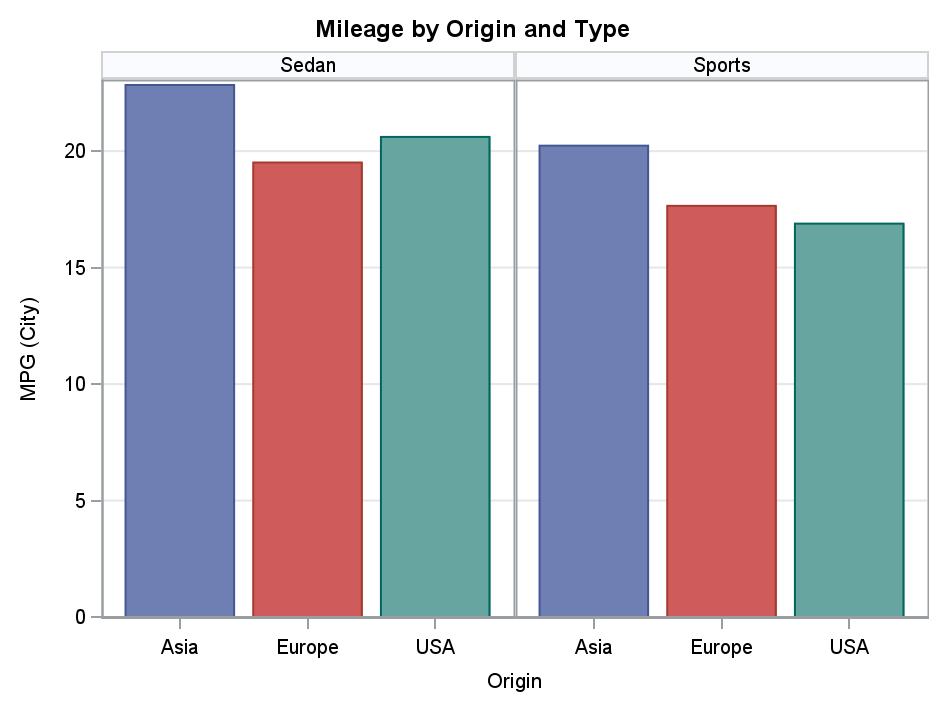 Mileage by Origin and Type
Sedan Sports
MPG (City)
20
15
10
5
0
Asia Europe USA Asia Europe USA
Origin